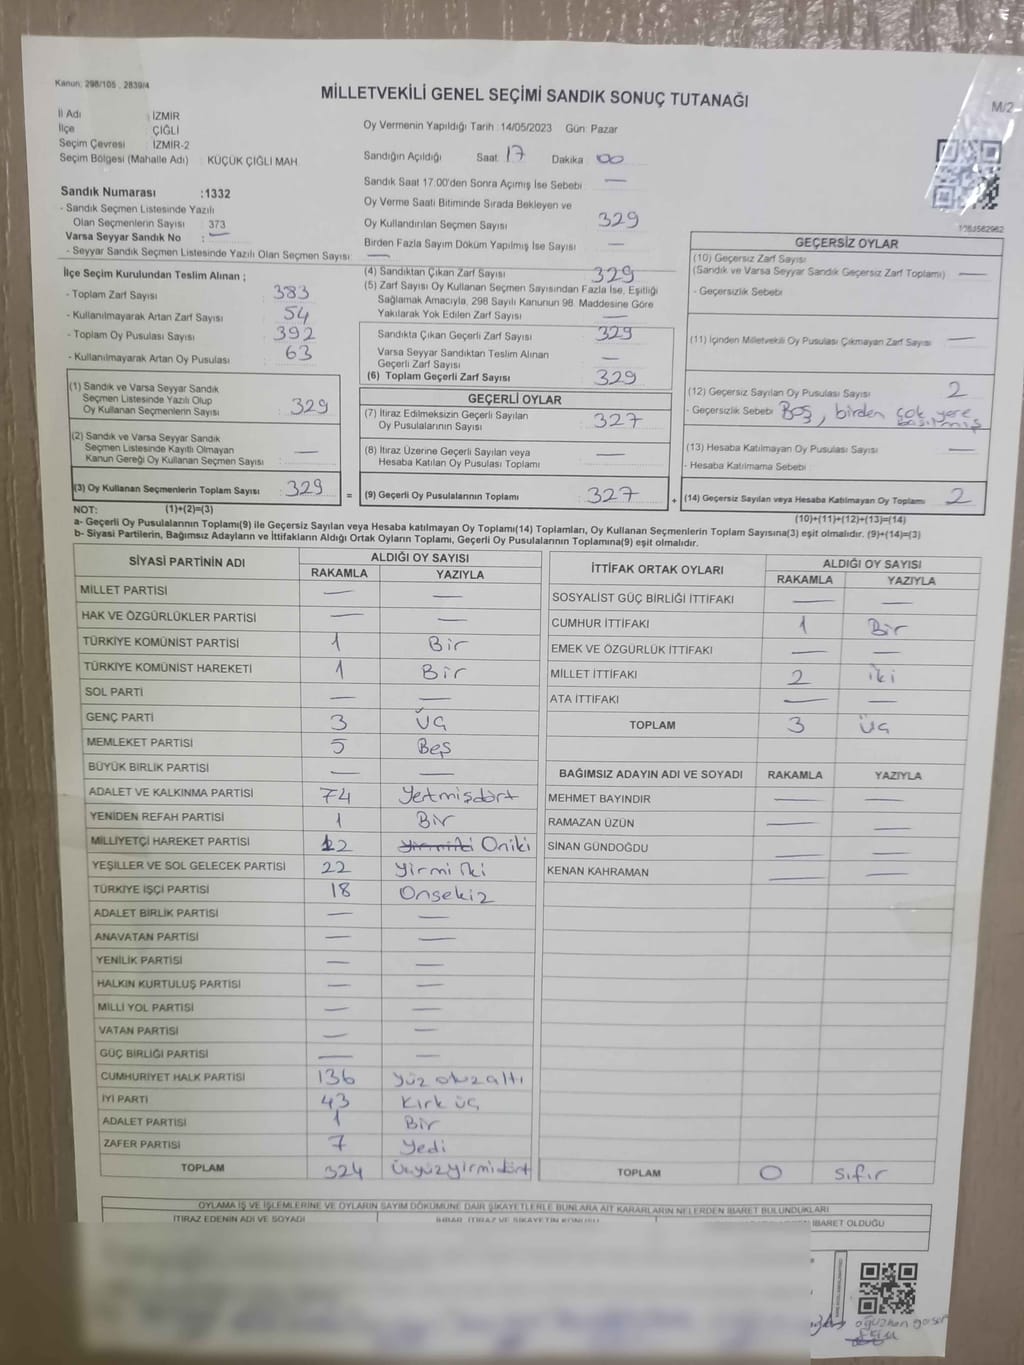 Kanun: 298/105 , 2839/4
MİLLETVEKİLİ GENEL SEÇİMİ SANDIK SONUÇ TUTANAĞI
M/2
İl Adı : İZMİR
İlçe : ÇİĞLİ
Seçim Çevresi : İZMİR-2
Seçim Bölgesi (Mahalle Adı) : KÜÇÜK ÇİĞLİ MAH
Oy Vermenin Yapıldığı Tarih :14/05/2023 Gün: Pazar
Sandığın Açıldığı Saat 17 Dakika 00
Sandık Saat 17:00'den Sonra Açımış İse Sebebi —
Oy Verme Saati Bitiminde Sırada Bekleyen ve
Oy Kullandırılan Seçmen Sayısı 329
Birden Fazla Sayım Döküm Yapılmış İse Sayısı —
Sandık Numarası :1332
- Sandık Seçmen Listesinde Yazılı
Olan Seçmenlerin Sayısı : 373
Varsa Seyyar Sandık No : —
- Seyyar Sandık Seçmen Listesinde Yazılı Olan Seçmen Sayısı: —
İlçe Seçim Kurulundan Teslim Alınan ;
- Toplam Zarf Sayısı : 383
- Kullanılmayarak Artan Zarf Sayısı : 54
- Toplam Oy Pusulası Sayısı : 392
- Kullanılmayarak Artan Oy Pusulası : 63
(4) Sandıktan Çıkan Zarf Sayısı 329
(5) Zarf Sayısı Oy Kullanan Seçmen Sayısından Fazla İse, Eşitliği
Sağlamak Amacıyla, 298 Sayılı Kanunun 98. Maddesine Göre
Yakılarak Yok Edilen Zarf Sayısı —
Sandıkta Çıkan Geçerli Zarf Sayısı : 329
Varsa Seyyar Sandıktan Teslim Alınan
Geçerli Zarf Sayısı : —
(6) Toplam Geçerli Zarf Sayısı : 329
GEÇERSİZ OYLAR
(10) Geçersiz Zarf Sayısı
(Sandık ve Varsa Seyyar Sandık Geçersiz Zarf Toplamı) : —
- Geçersizlik Sebebi :
(11) İçinden Milletvekili Oy Pusulası Çıkmayan Zarf Sayısı : —
(12) Geçersiz Sayılan Oy Pusulası Sayısı : 2
- Geçersizlik Sebebi : Boş, birden çok yere basılmış
(13) Hesaba Katılmayan Oy Pusulası Sayısı : —
- Hesaba Katılmama Sebebi :
(14) Geçersiz Sayılan veya Hesaba Katılmayan Oy Toplamı : 2
(1) Sandık ve Varsa Seyyar Sandık
Seçmen Listesinde Yazılı Olup
Oy Kullanan Seçmenlerin Sayısı : 329
(2) Sandık ve Varsa Seyyar Sandık
Seçmen Listesinde Kayıtlı Olmayan
Kanun Gereği Oy Kullanan Seçmen Sayısı : —
(3) Oy Kullanan Seçmenlerin Toplam Sayısı : 329
GEÇERLİ OYLAR
(7) İtiraz Edilmeksizin Geçerli Sayılan
Oy Pusulalarının Sayısı : 327
(8) İtiraz Üzerine Geçerli Sayılan veya
Hesaba Katılan Oy Pusulası Toplamı : —
= (9) Geçerli Oy Pusulalarının Toplamı : 327 +
NOT: (1)+(2)=(3) (10)+(11)+(12)+(13)=(14)
a- Geçerli Oy Pusulalarının Toplamı(9) ile Geçersiz Sayılan veya Hesaba katılmayan Oy Toplamı(14) Toplamları, Oy Kullanan Seçmenlerin Toplam Sayısına(3) eşit olmalıdır. (9)+(14)=(3)
b- Siyasi Partilerin, Bağımsız Adayların ve İttifakların Aldığı Ortak Oyların Toplamı, Geçerli Oy Pusulalarının Toplamına(9) eşit olmalıdır.
SİYASİ PARTİNİN ADI ALDIĞI OY SAYISI
RAKAMLA YAZIYLA
MİLLET PARTİSİ — —
HAK VE ÖZGÜRLÜKLER PARTİSİ — —
TÜRKİYE KOMÜNİST PARTİSİ 1 Bir
TÜRKİYE KOMÜNİST HAREKETİ 1 Bir
SOL PARTİ — —
GENÇ PARTİ 3 Üç
MEMLEKET PARTİSİ 5 Beş
BÜYÜK BİRLİK PARTİSİ — —
ADALET VE KALKINMA PARTİSİ 74 Yetmişdört
YENİDEN REFAH PARTİSİ 1 Bir
MİLLİYETÇİ HAREKET PARTİSİ 12 Yirmiiki Oniki
YEŞİLLER VE SOL GELECEK PARTİSİ 22 Yirmi iki
TÜRKİYE İŞÇİ PARTİSİ 18 Onsekiz
ADALET BİRLİK PARTİSİ — —
ANAVATAN PARTİSİ — —
YENİLİK PARTİSİ — —
HALKIN KURTULUŞ PARTİSİ — —
MİLLİ YOL PARTİSİ — —
VATAN PARTİSİ — —
GÜÇ BİRLİĞİ PARTİSİ — —
CUMHURİYET HALK PARTİSİ 136 Yüz otuz altı
İYİ PARTİ 43 Kırk üç
ADALET PARTİSİ 1 Bir
ZAFER PARTİSİ 7 Yedi
TOPLAM 324 Üçyüzyirmidört
İTTİFAK ORTAK OYLARI ALDIĞI OY SAYISI
RAKAMLA YAZIYLA
SOSYALİST GÜÇ BİRLİĞİ İTTİFAKI — —
CUMHUR İTTİFAKI 1 Bir
EMEK VE ÖZGÜRLÜK İTTİFAKI — —
MİLLET İTTİFAKI 2 iki
ATA İTTİFAKI — —
TOPLAM 3 Üç
BAĞIMSIZ ADAYIN ADI VE SOYADI RAKAMLA YAZIYLA
MEHMET BAYINDIR — —
RAMAZAN ÜZÜN — —
SİNAN GÜNDOĞDU — —
KENAN KAHRAMAN — —
TOPLAM 0 Sıfır
OYLAMA İŞ VE İŞLEMLERİNE VE OYLARIN SAYIM DÖKÜMÜNE DAİR ŞİKAYETLERLE BUNLARA AİT KARARLARIN NELERDEN İBARET BULUNDUKLARI
İTİRAZ EDENİN ADI VE SOYADI
İBARET OLDUĞU